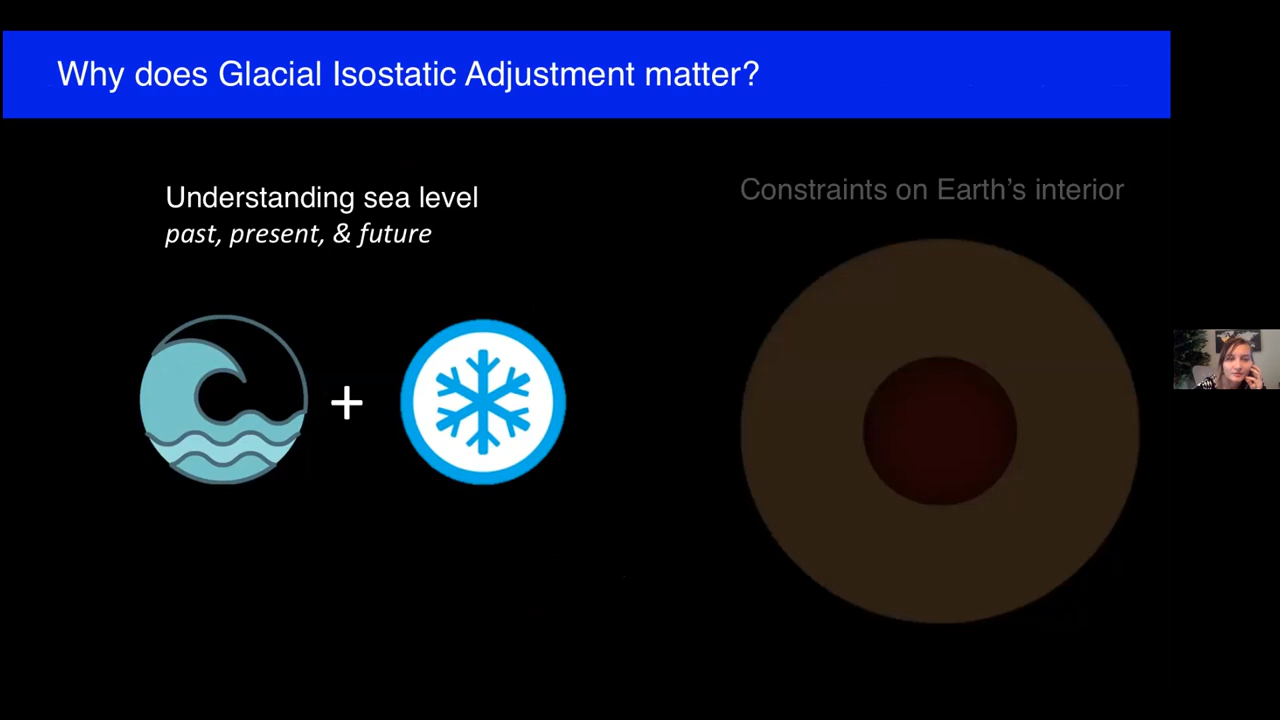 Why does Glacial Isostatic Adjustment matter?
Understanding sea level
past, present, & future
+
Constraints on Earth's interior